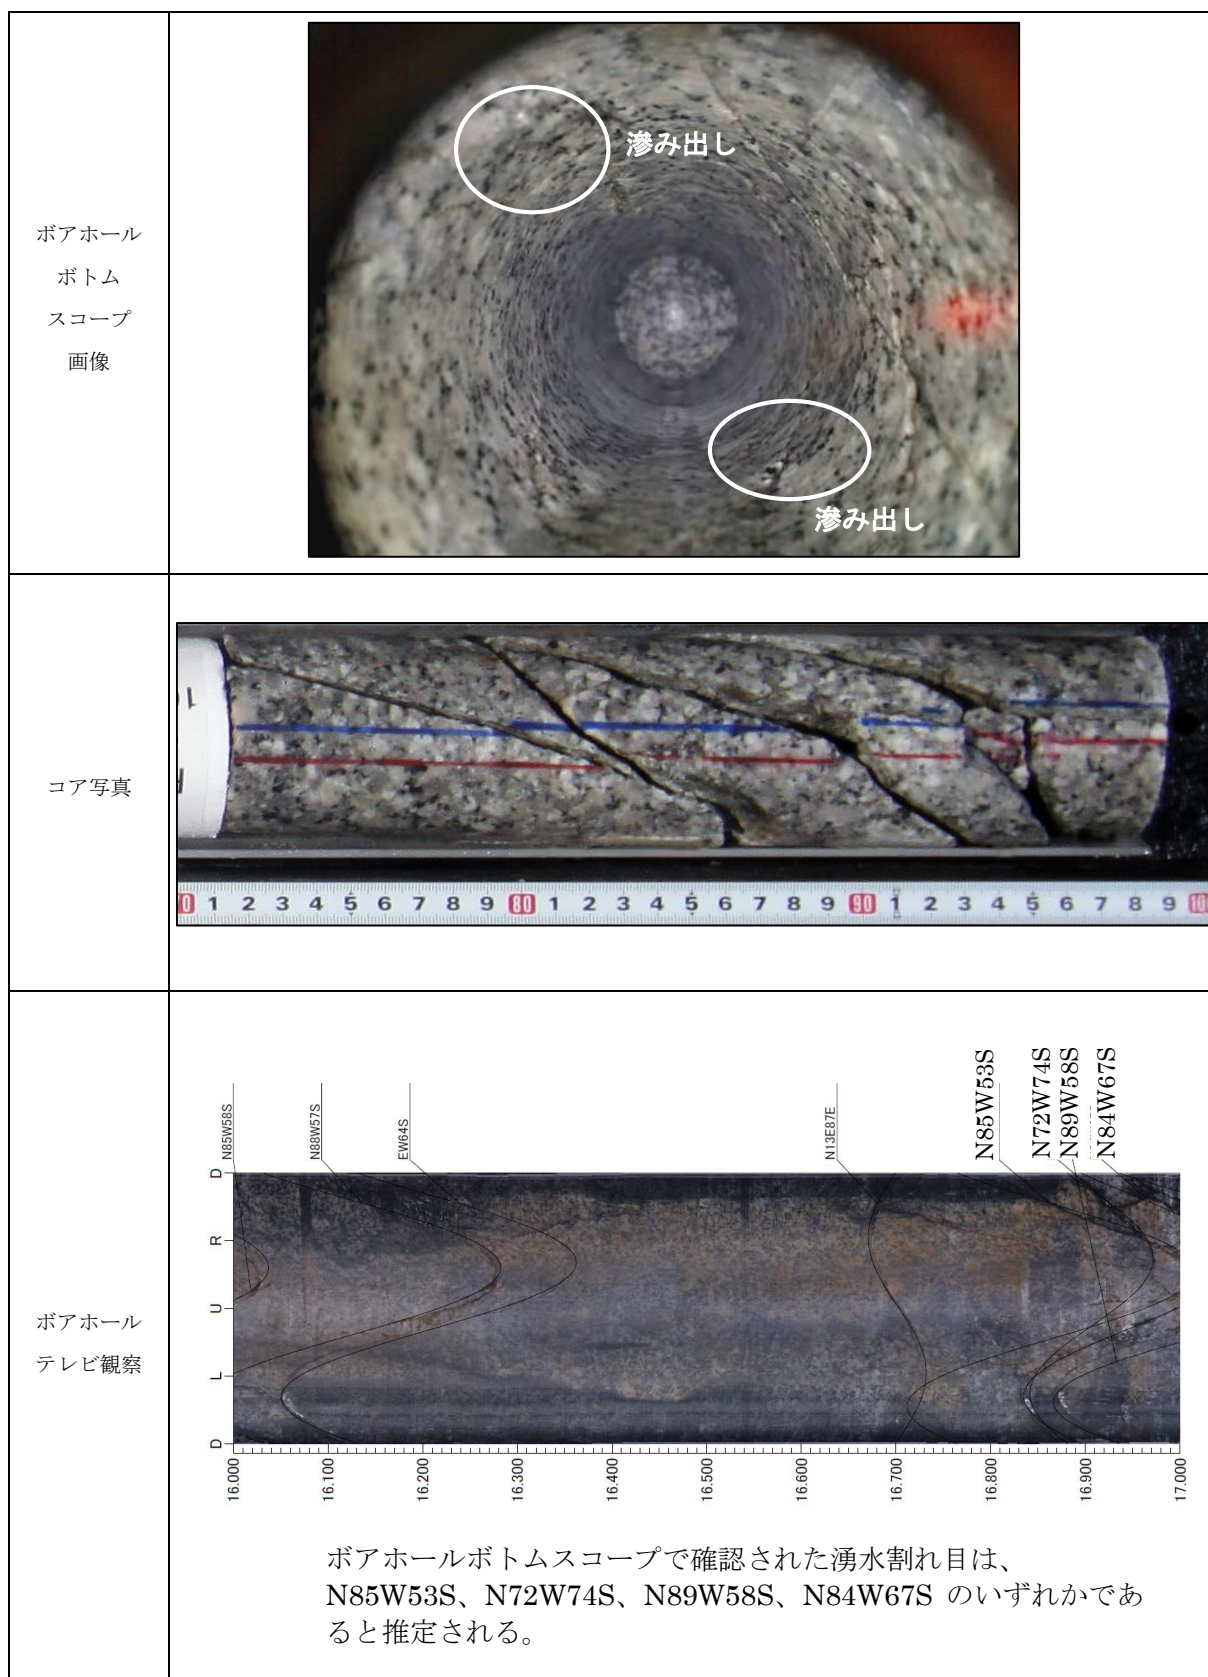 ボアホール
ボトム
スコープ
画像
滲み出し
滲み出し
コア写真
1
0 1 2 3 4 5 6 7 8 9 80 1 2 3 4 5 6 7 8 9 90 1 2 3 4 5 6 7 8 9
ボアホール
テレビ観察
N85W58S
N88W57S
EW64S
N13E87E
N85W53S
N72W74S
N89W58S
N84W67S
D
R
U
L
D
16.000
16.100
16.200
16.300
16.400
16.500
16.600
16.700
16.800
16.900
17.000
ボアホールボトムスコープで確認された湧水割れ目は、
N85W53S、N72W74S、N89W58S、N84W67S のいずれかであ
ると推定される。